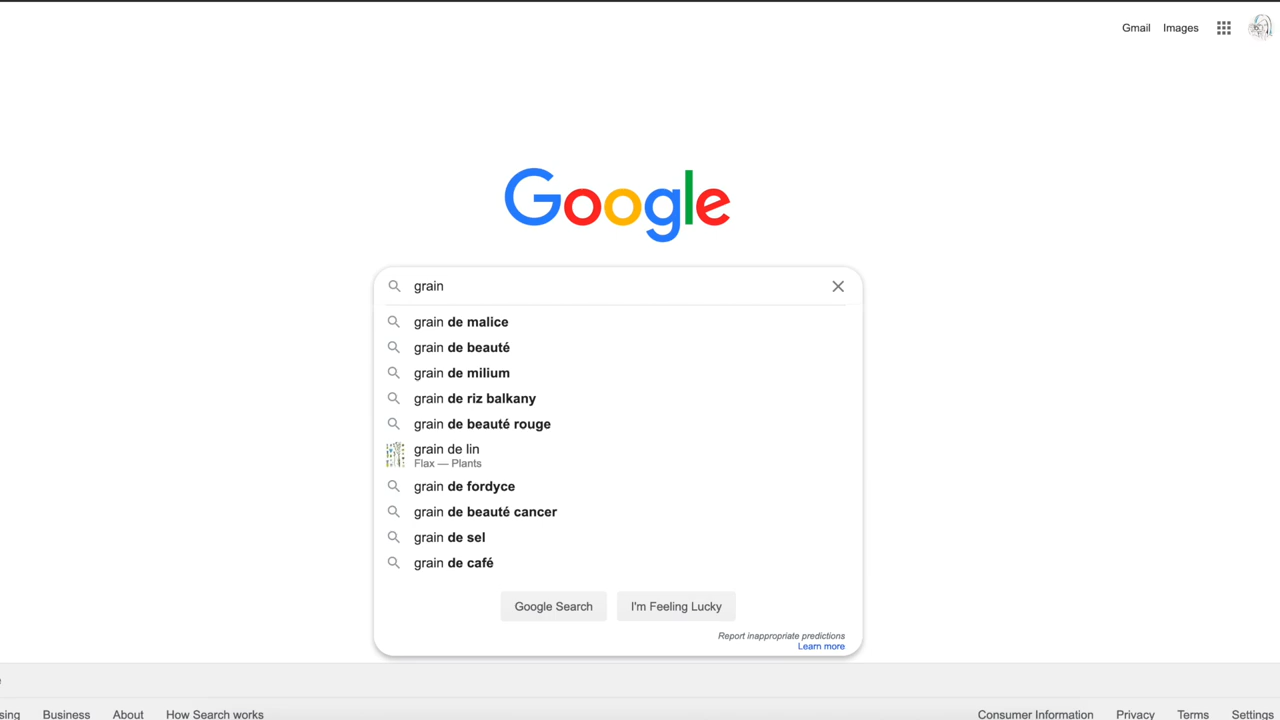 Gmail Images
Google
grain
grain de malice
grain de beauté
grain de milium
grain de riz balkany
grain de beauté rouge
grain de lin
Flax — Plants
grain de fordyce
grain de beauté cancer
grain de sel
grain de café
Google Search I'm Feeling Lucky
Report inappropriate predictions
Learn more
Business About How Search works Consumer Information Privacy Terms Settings